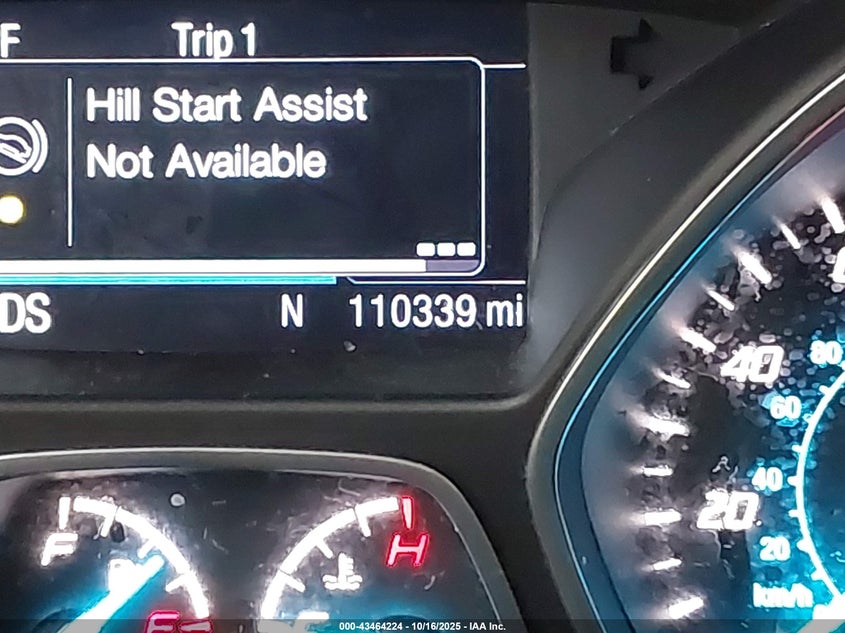 F
Trip 1
Hill Start Assist
Not Available
DS
N
110339 mi
40
80
60
40
20
20
km/h
F
H
E
000-43464224 - 10/16/2025 - IAA Inc.